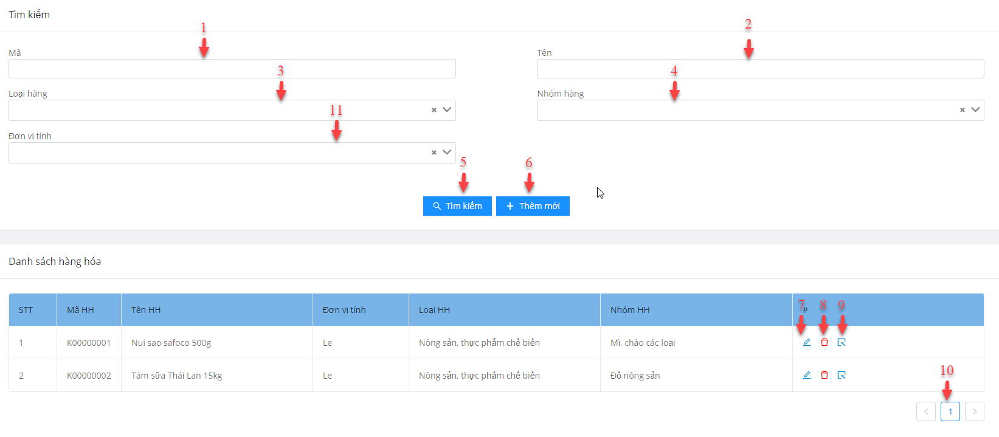 Tìm kiếm
1
2
Mã
Tên
3
4
Loại hàng
Nhóm hàng
11
Đơn vị tính
5
6
Tìm kiếm
Thêm mới
Danh sách hàng hóa
7 8 9
STT Mã HH Tên HH Đơn vị tính Loại HH Nhóm HH #
1 K00000001 Nui sao safoco 500g Le Nông sản, thực phẩm chế biến Mì, cháo các loại
2 K00000002 Tám sữa Thái Lan 15kg Le Nông sản, thực phẩm chế biến Đồ nông sản
10
< 1 >